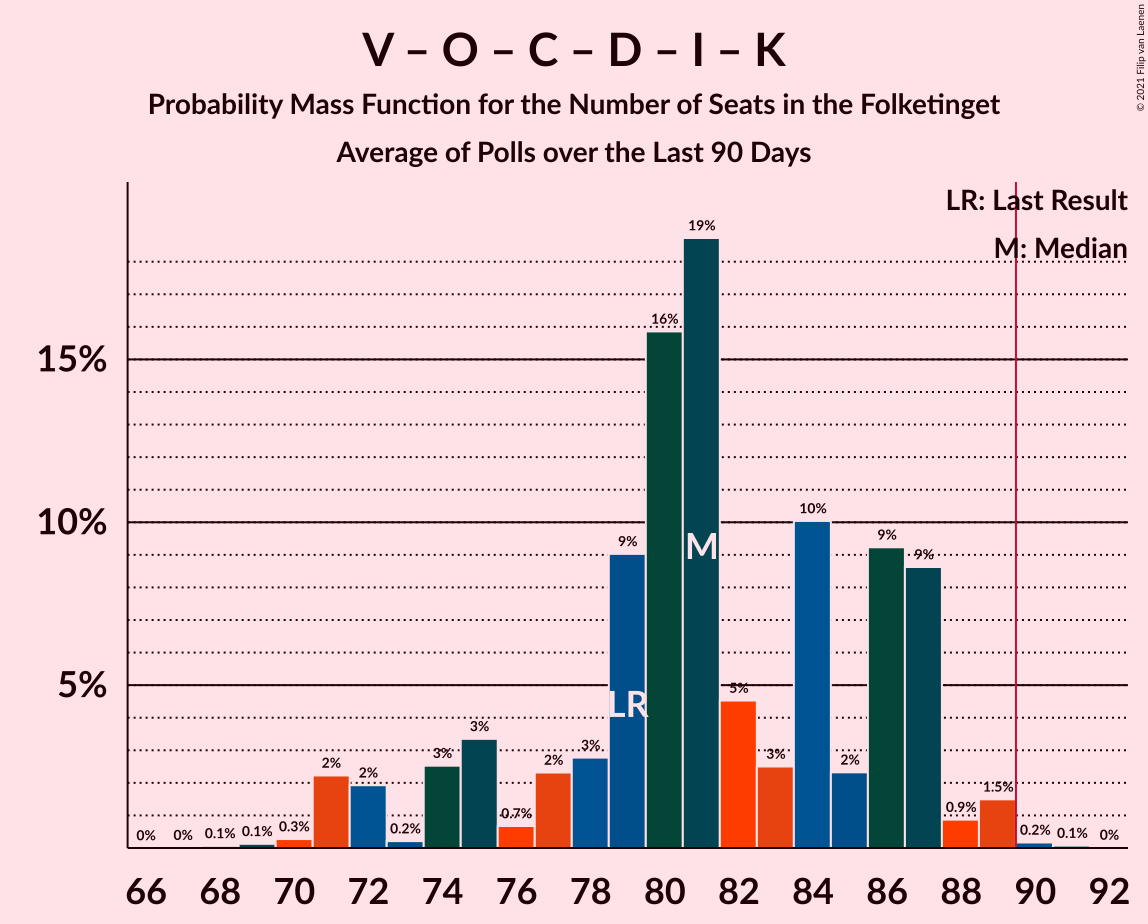 V – O – C – D – I – K
Probability Mass Function for the Number of Seats in the Folketinget
Average of Polls over the Last 90 Days
© 2021 Filip van Laenen
LR: Last Result
M: Median
19%
16%
15%
10%
10%
9%
9%
9%
M
5%
5%
LR
3%
3%
3%
3%
2%
2%
2%
2%
1.5%
0.9%
0.7%
0% 0% 0.1% 0.1% 0.3% 0.2% 0.2% 0.1% 0%
66 68 70 72 74 76 78 80 82 84 86 88 90 92